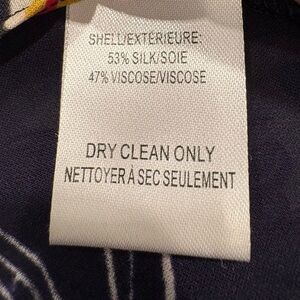 SHELL/EXTERIEURE:
53% SILK/SOIE
47% VISCOSE/VISCOSE
DRY CLEAN ONLY
NETTOYER À SEC SEULEMENT